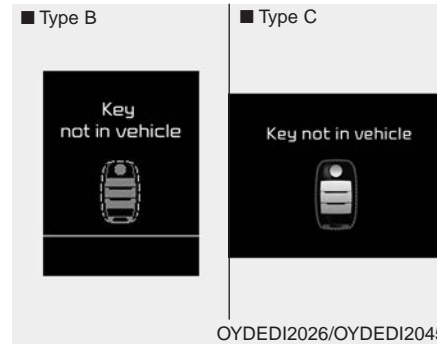 ■ Type B
■ Type C
Key
not in vehicle
Key not in vehicle
OYDEDI2026/OYDEDI2045